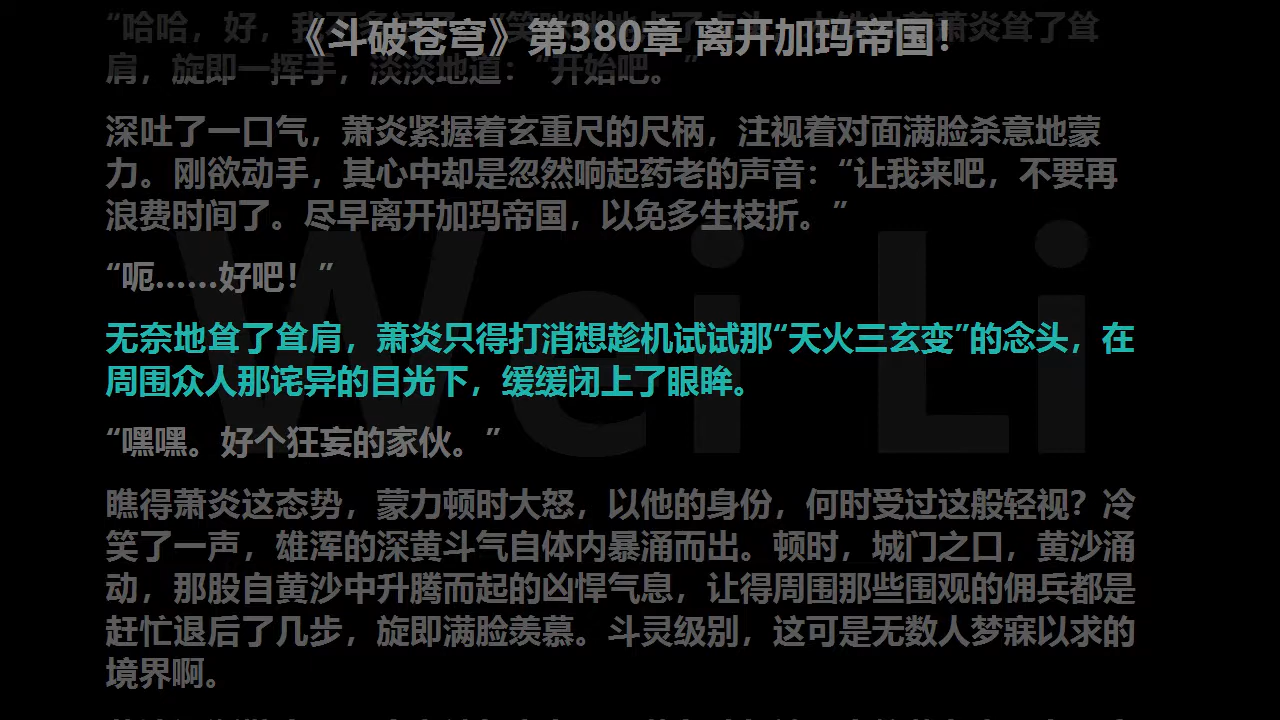 《斗破苍穹》第380章 离开加玛帝国！
“哈哈，好，我
萧炎耸了耸
肩，旋即一挥手，淡淡地道：“开始吧。”
深吐了一口气，萧炎紧握着玄重尺的尺柄，注视着对面满脸杀意地蒙
力。刚欲动手，其心中却是忽然响起药老的声音：“让我来吧，不要再
浪费时间了。尽早离开加玛帝国，以免多生枝折。”
“呃……好吧！”
无奈地耸了耸肩，萧炎只得打消想趁机试试那“天火三玄变”的念头，在
周围众人那诧异的目光下，缓缓闭上了眼眸。
“嘿嘿。好个狂妄的家伙。”
瞧得萧炎这态势，蒙力顿时大怒，以他的身份，何时受过这般轻视？冷
笑了一声，雄浑的深黄斗气自体内暴涌而出。顿时，城门之口，黄沙涌
动，那股自黄沙中升腾而起的凶悍气息，让得周围那些围观的佣兵都是
赶忙退后了几步，旋即满脸羡慕。斗灵级别，这可是无数人梦寐以求的
境界啊。
Wei Li